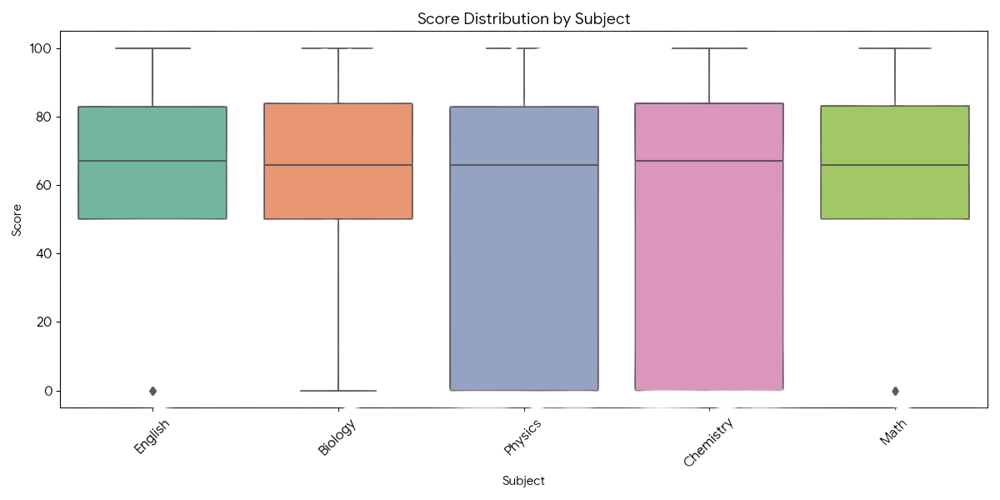 Score Distribution by Subject
Score
100
80
60
40
20
0
English
Biology
Physics
Chemistry
Math
Subject